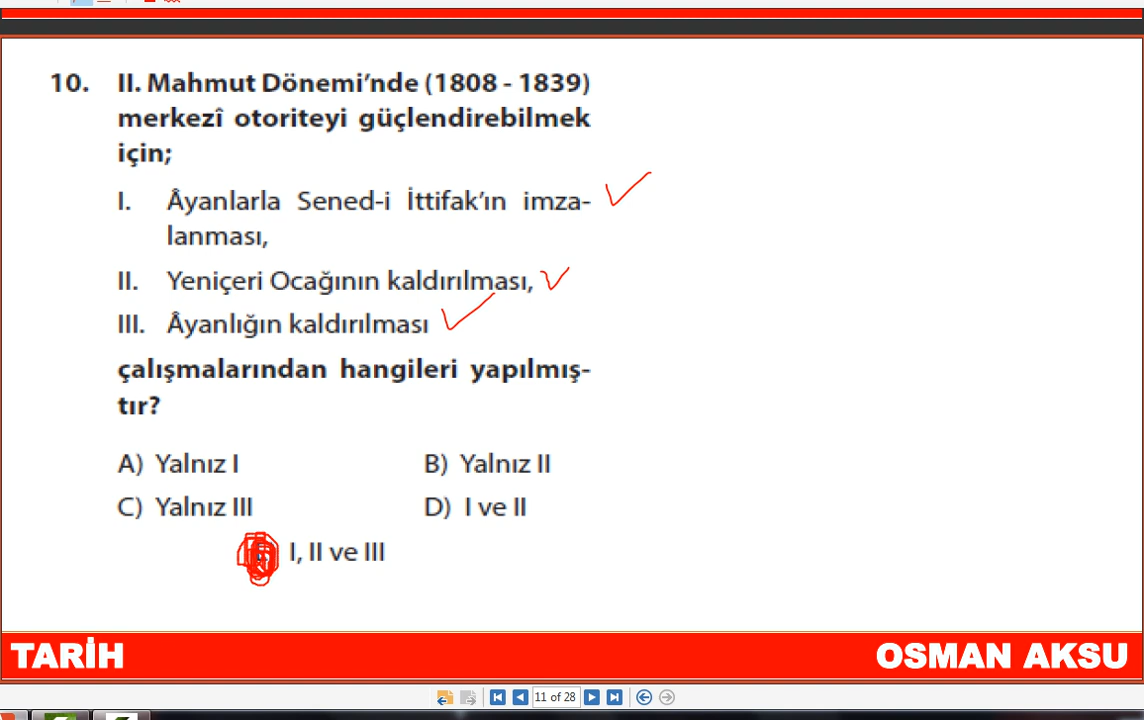 10. II. Mahmut Dönemi’nde (1808 - 1839)
merkezî otoriteyi güçlendirebilmek
için;
I. Âyanlarla Sened-i İttifak’ın imza-
lanması,
II. Yeniçeri Ocağının kaldırılması,
III. Âyanlığın kaldırılması
çalışmalarından hangileri yapılmış-
tır?
A) Yalnız I B) Yalnız II
C) Yalnız III D) I ve II
I, II ve III
TARİH OSMAN AKSU
11 of 28